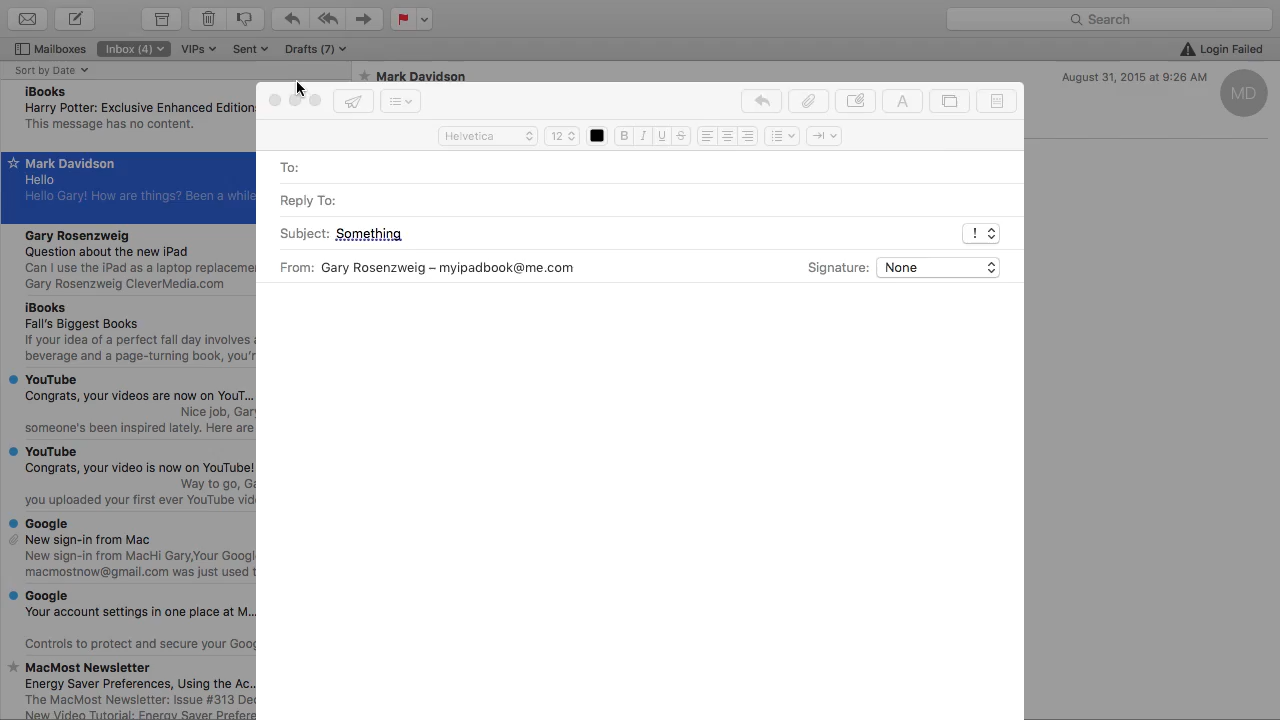 Search
Mailboxes
Inbox (4)
VIPs
Sent
Drafts (7)
Login Failed
Sort by Date
iBooks
Harry Potter: Exclusive Enhanced Edition
This message has no content.
Mark Davidson
Hello
Hello Gary! How are things? Been a while
Gary Rosenzweig
Question about the new iPad
Can I use the iPad as a laptop replaceme
Gary Rosenzweig CleverMedia.com
iBooks
Fall's Biggest Books
If your idea of a perfect fall day involves a
beverage and a page-turning book, you'r
YouTube
Congrats, your videos are now on YouT...
Nice job, Gar
someone's been inspired lately. Here are
YouTube
Congrats, your video is now on YouTube!
Way to go, Ga
you uploaded your first ever YouTube vid
Google
New sign-in from Mac
New sign-in from MacHi Gary,Your Googl
macmostnow@gmail.com was just used t
Google
Your account settings in one place at M...
Controls to protect and secure your Goog
MacMost Newsletter
Energy Saver Preferences, Using the Ac...
The MacMost Newsletter: Issue #313 Dec
New Video Tutorial: Energy Saver Prefere
Mark Davidson
August 31, 2015 at 9:26 AM
MD
A
Helvetica
12
B I U S
To:
Reply To:
Subject: Something
!
From: Gary Rosenzweig – myipadbook@me.com
Signature: None